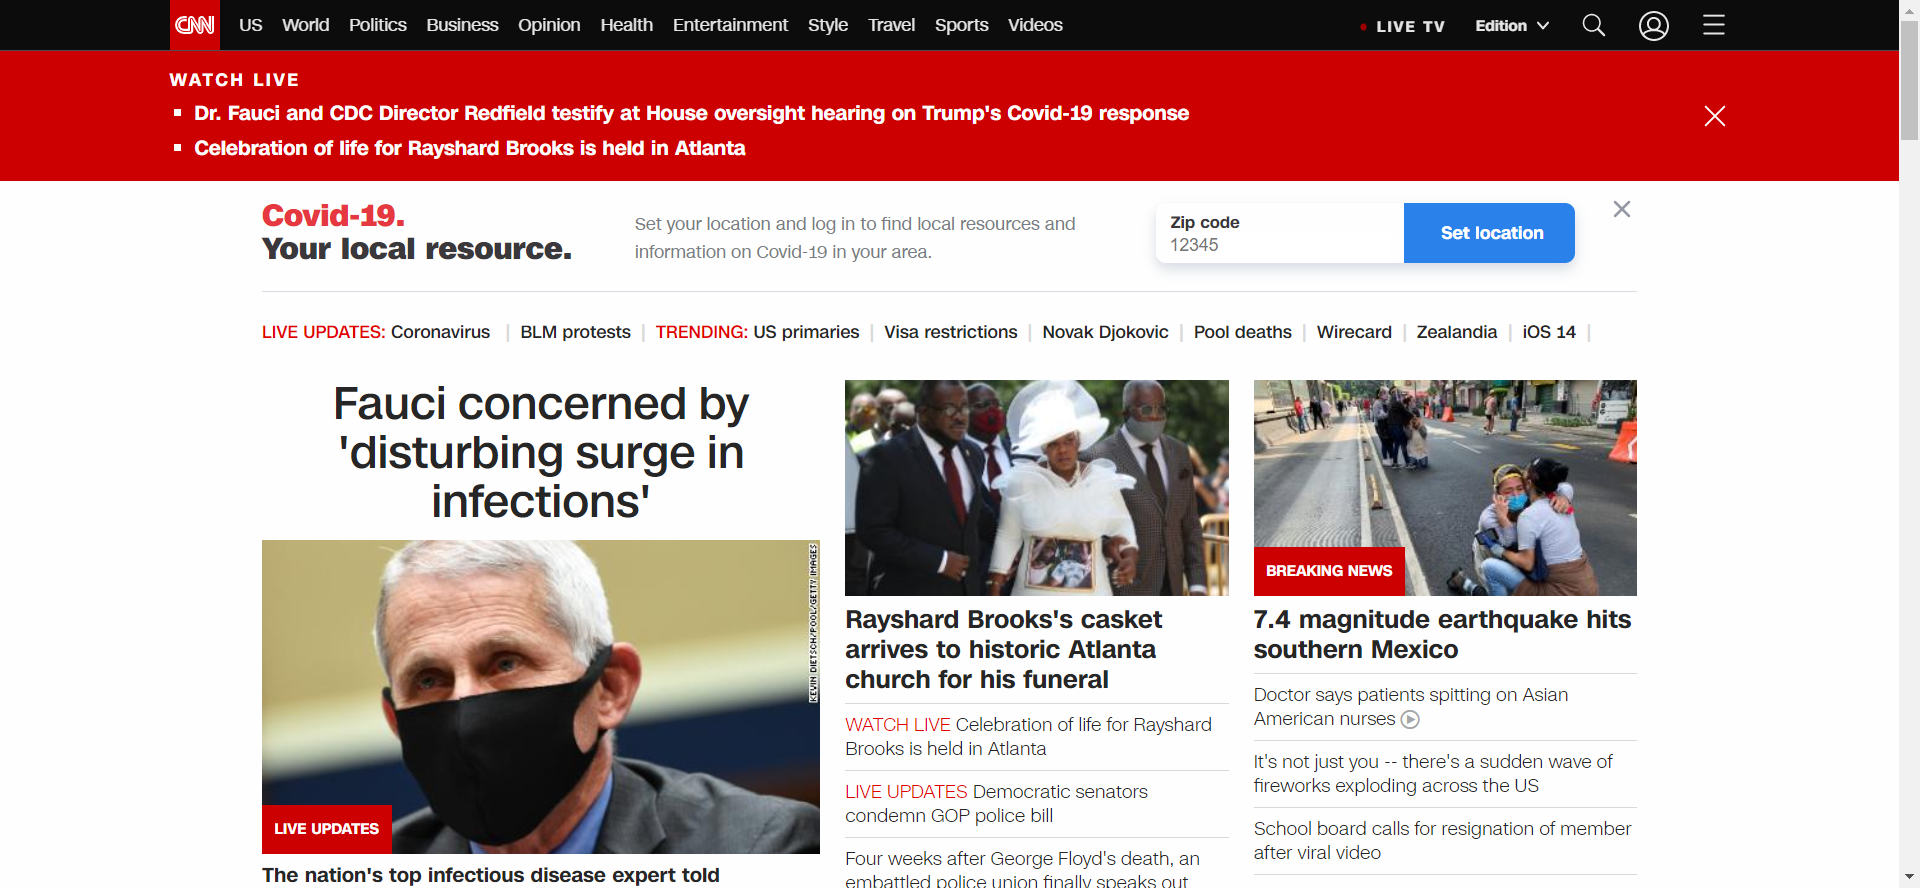 CNN US World Politics Business Opinion Health Entertainment Style Travel Sports Videos LIVE TV Edition
WATCH LIVE
Dr. Fauci and CDC Director Redfield testify at House oversight hearing on Trump's Covid-19 response
Celebration of life for Rayshard Brooks is held in Atlanta
Covid-19.
Your local resource.
Set your location and log in to find local resources and
information on Covid-19 in your area.
Zip code
12345
Set location
LIVE UPDATES: Coronavirus | BLM protests | TRENDING: US primaries | Visa restrictions | Novak Djokovic | Pool deaths | Wirecard | Zealandia | iOS 14 |
Fauci concerned by
'disturbing surge in
infections'
KEVIN DIETSCH/POOL/GETTY IMAGES
LIVE UPDATES
The nation's top infectious disease expert told
Rayshard Brooks's casket
arrives to historic Atlanta
church for his funeral
WATCH LIVE Celebration of life for Rayshard
Brooks is held in Atlanta
LIVE UPDATES Democratic senators
condemn GOP police bill
Four weeks after George Floyd's death, an
embattled police union finally speaks out
BREAKING NEWS
7.4 magnitude earthquake hits
southern Mexico
Doctor says patients spitting on Asian
American nurses
It's not just you -- there's a sudden wave of
fireworks exploding across the US
School board calls for resignation of member
after viral video